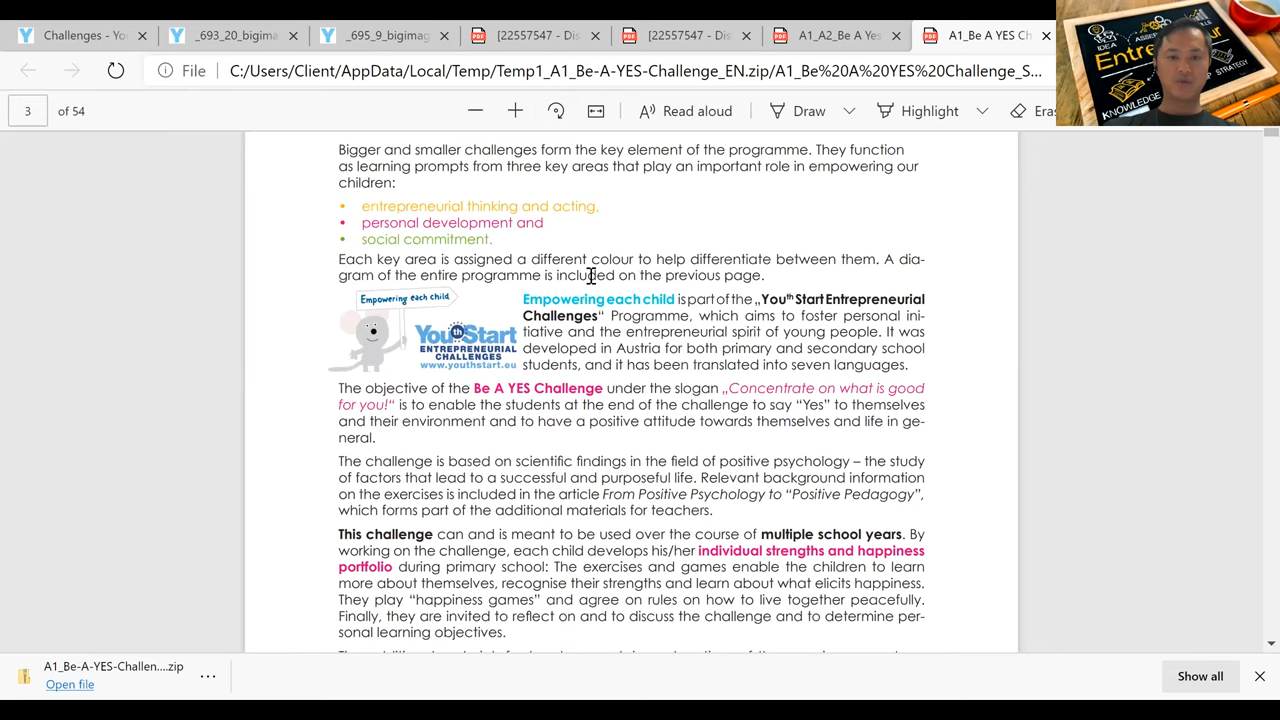 Challenges - You
_693_20_bigima
_695_9_bigimag
[22557547 - Dis
[22557547 - Dis
A1_A2_Be A Yes
A1_Be A YES Ch
File
C:/Users/Client/AppData/Local/Temp/Temp1_A1_Be-A-YES-Challenge_EN.zip/A1_Be%20A%20YES%20Challenge_S...
3 of 54
Read aloud
Draw
Highlight
Eras
IDEA
KNOWLEDGE
STRATEGY
Bigger and smaller challenges form the key element of the programme. They function
as learning prompts from three key areas that play an important role in empowering our
children:
• entrepreneurial thinking and acting,
• personal development and
• social commitment.
Each key area is assigned a different colour to help differentiate between them. A dia-
gram of the entire programme is included on the previous page.
Empowering each child
YouthStart
ENTREPRENEURIAL
CHALLENGES
www.youthstart.eu
Empowering each child is part of the „Youth Start Entrepreneurial
Challenges“ Programme, which aims to foster personal ini-
tiative and the entrepreneurial spirit of young people. It was
developed in Austria for both primary and secondary school
students, and it has been translated into seven languages.
The objective of the Be A YES Challenge under the slogan „Concentrate on what is good
for you!“ is to enable the students at the end of the challenge to say “Yes” to themselves
and their environment and to have a positive attitude towards themselves and life in ge-
neral.
The challenge is based on scientific findings in the field of positive psychology – the study
of factors that lead to a successful and purposeful life. Relevant background information
on the exercises is included in the article From Positive Psychology to “Positive Pedagogy”,
which forms part of the additional materials for teachers.
This challenge can and is meant to be used over the course of multiple school years. By
working on the challenge, each child develops his/her individual strengths and happiness
portfolio during primary school: The exercises and games enable the children to learn
more about themselves, recognise their strengths and learn about what elicits happiness.
They play “happiness games” and agree on rules on how to live together peacefully.
Finally, they are invited to reflect on and to discuss the challenge and to determine per-
sonal learning objectives.
A1_Be-A-YES-Challen....zip
Open file
Show all